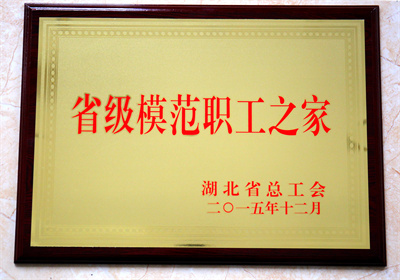 省级模范职工之家
湖北省总工会
二〇一五年十二月